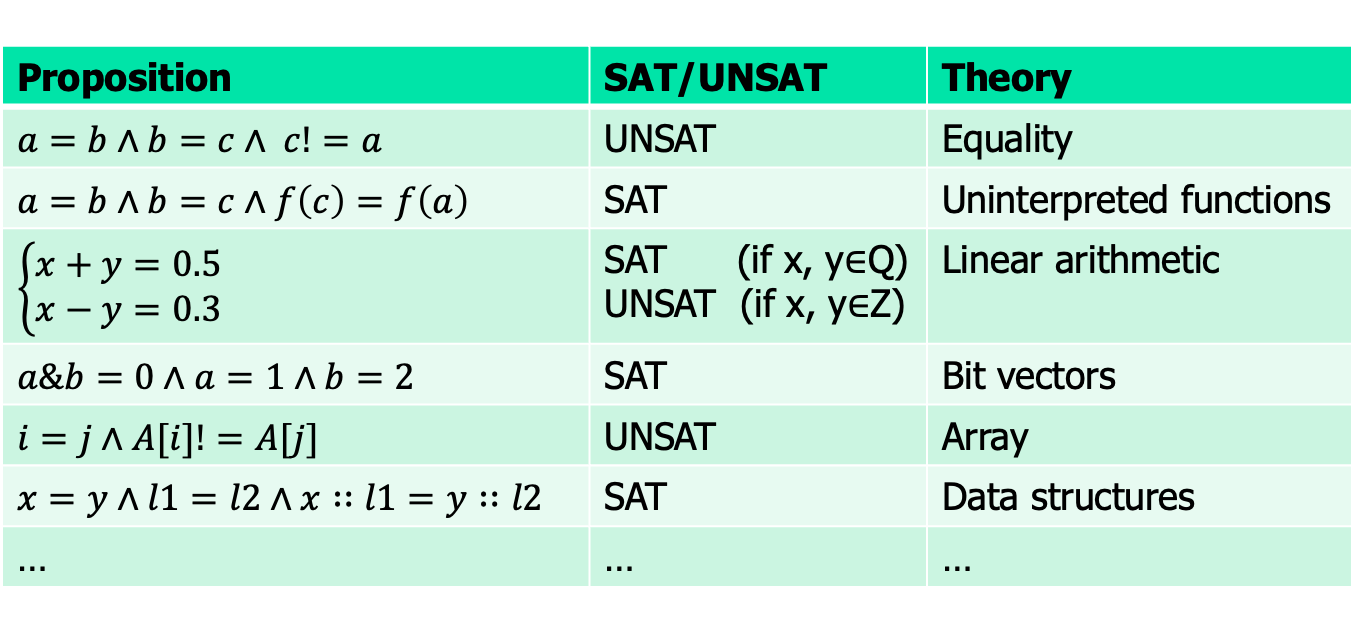 Proposition SAT/UNSAT Theory
a = b ∧ b = c ∧ c! = a UNSAT Equality
a = b ∧ b = c ∧ f(c) = f(a) SAT Uninterpreted functions
x + y = 0.5 SAT (if x, y∈Q) Linear arithmetic
x − y = 0.3 UNSAT (if x, y∈Z)
a&b = 0 ∧ a = 1 ∧ b = 2 SAT Bit vectors
i = j ∧ A[i]! = A[j] UNSAT Array
x = y ∧ l1 = l2 ∧ x :: l1 = y :: l2 SAT Data structures
... ... ...